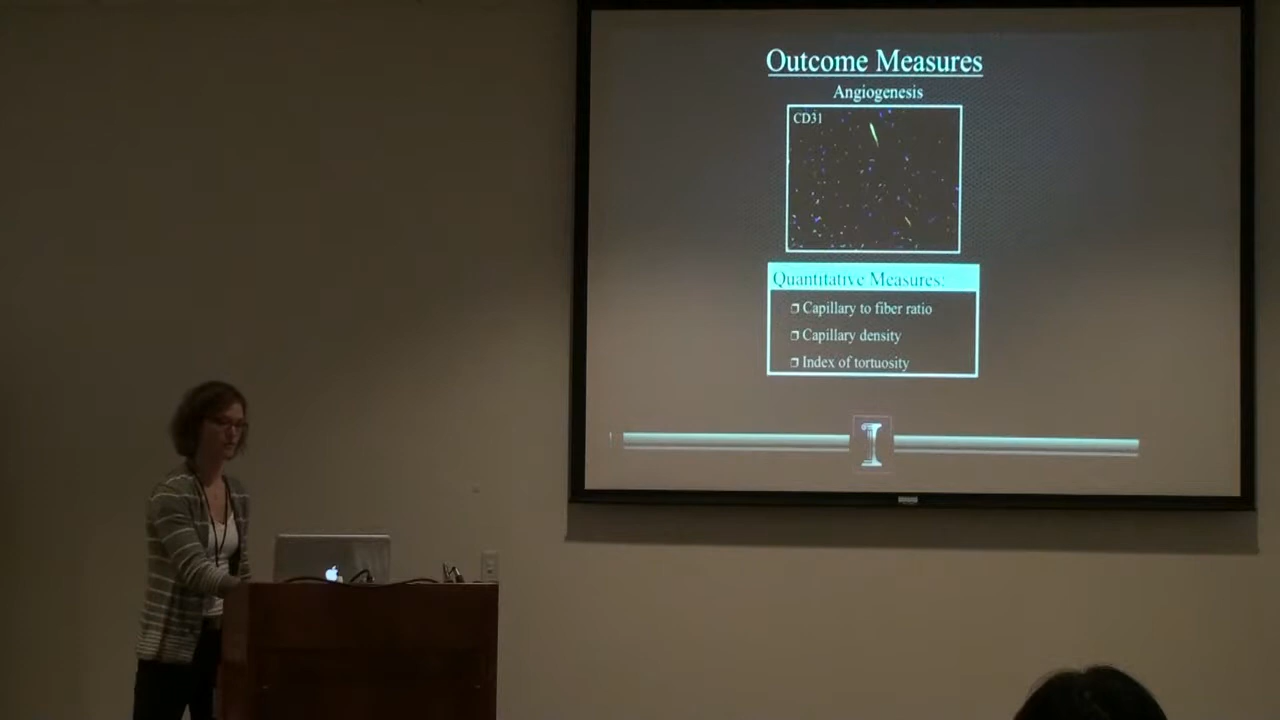 Outcome Measures
Angiogenesis
CD31
Quantitative Measures:
❒ Capillary to fiber ratio
❒ Capillary density
❒ Index of tortuosity
I